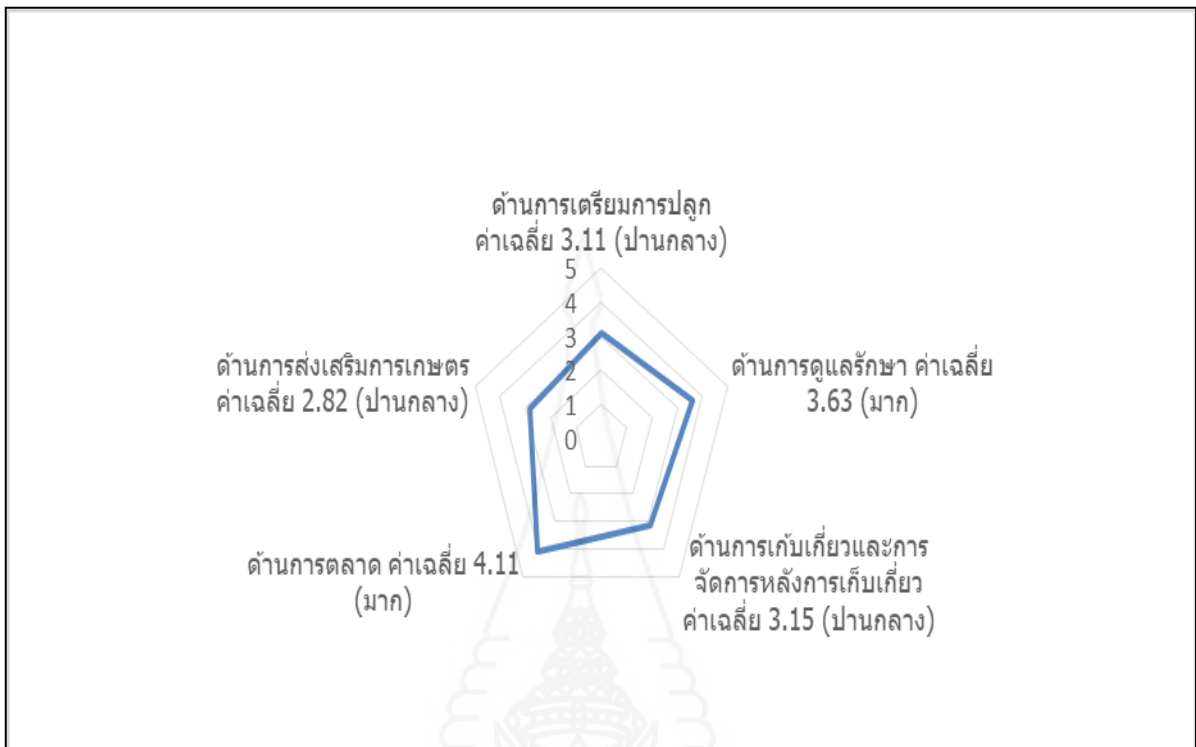 ด้านการเตรียมการปลูก
ค่าเฉลี่ย 3.11 (ปานกลาง)
5
4
3
2
1
0
ด้านการส่งเสริมการเกษตร
ค่าเฉลี่ย 2.82 (ปานกลาง)
ด้านการดูแลรักษา ค่าเฉลี่ย
3.63 (มาก)
ด้านการตลาด ค่าเฉลี่ย 4.11
(มาก)
ด้านการเก็บเกี่ยวและการ
จัดการหลังการเก็บเกี่ยว
ค่าเฉลี่ย 3.15 (ปานกลาง)